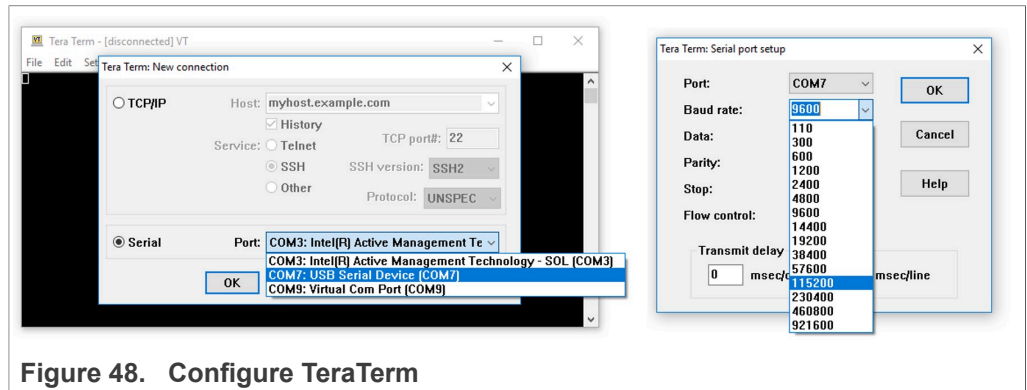 Tera Term - [disconnected] VT
File Edit Set
Tera Term: New connection
TCP/IP
Host: myhost.example.com
History
Service: Telnet
TCP port#: 22
SSH
SSH version: SSH2
Other
Protocol: UNSPEC
Serial
Port: COM3: Intel(R) Active Management Te
COM3: Intel(R) Active Management Technology - SOL (COM3)
COM7: USB Serial Device (COM7)
COM9: Virtual Com Port (COM9)
OK
Tera Term: Serial port setup
Port: COM7
OK
Baud rate: 9600
110
Data:
300
Cancel
600
Parity:
1200
2400
Stop:
Help
4800
Flow control:
9600
14400
19200
Transmit delay
38400
57600
0 msec/c
msec/line
115200
230400
460800
921600
Figure 48. Configure TeraTerm